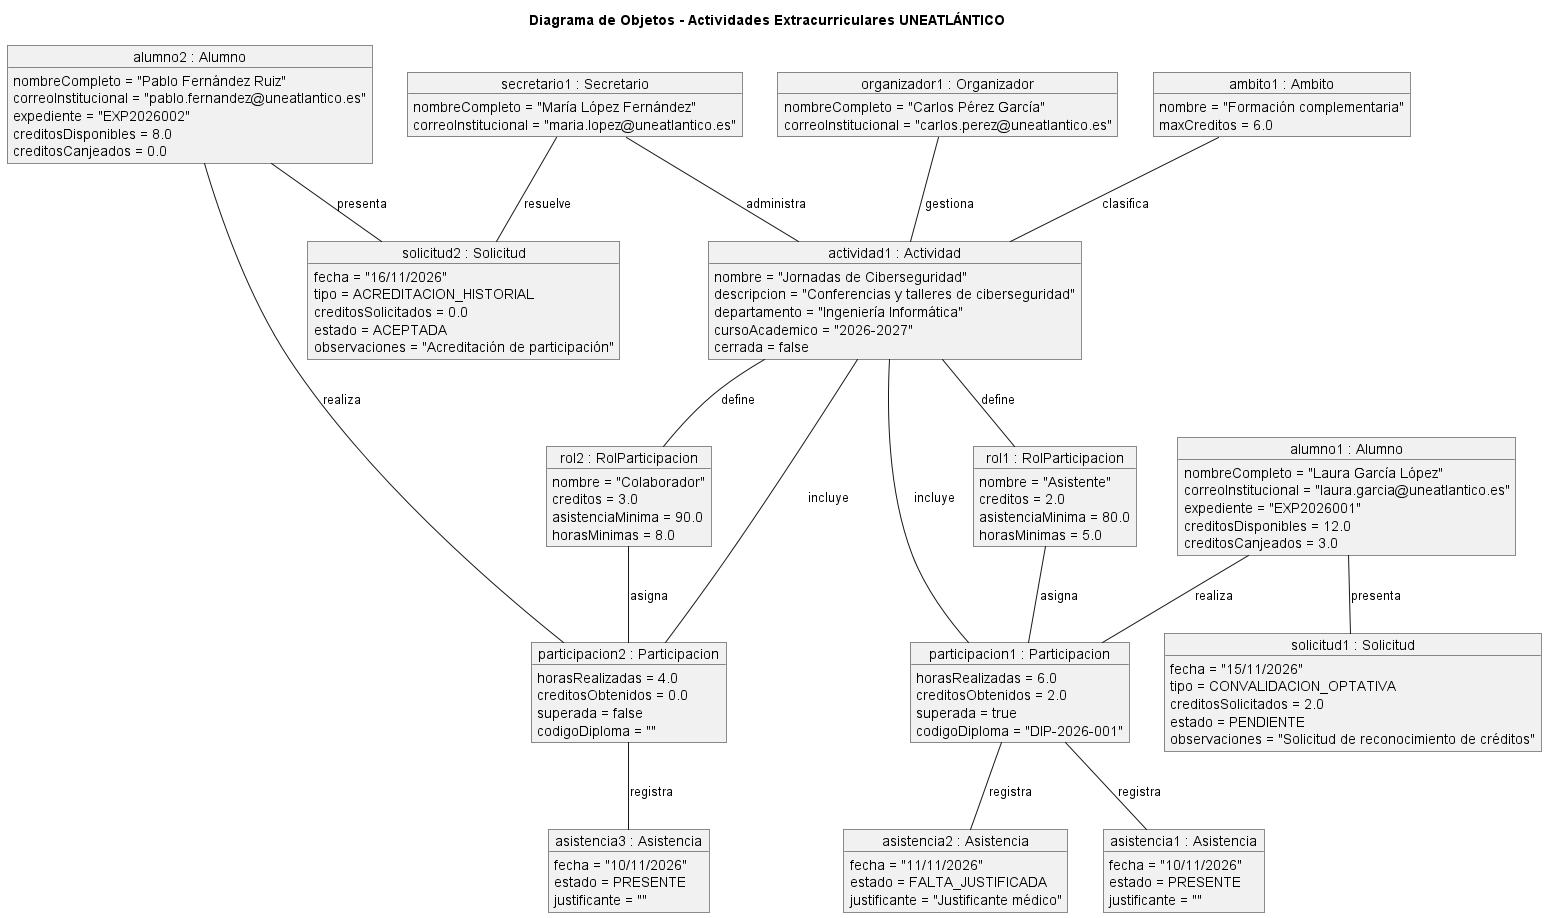 Diagrama de Objetos - Actividades Extracurriculares UNEATLÁNTICO
alumno2 : Alumno
nombreCompleto = "Pablo Fernández Ruiz"
correoInstitucional = "pablo.fernandez@uneatlantico.es"
expediente = "EXP2026002"
creditosDisponibles = 8.0
creditosCanjeados = 0.0
secretario1 : Secretario
nombreCompleto = "María López Fernández"
correoInstitucional = "maria.lopez@uneatlantico.es"
organizador1 : Organizador
nombreCompleto = "Carlos Pérez García"
correoInstitucional = "carlos.perez@uneatlantico.es"
ambito1 : Ambito
nombre = "Formación complementaria"
maxCreditos = 6.0
presenta
resuelve
administra
gestiona
clasifica
solicitud2 : Solicitud
fecha = "16/11/2026"
tipo = ACREDITACION_HISTORIAL
creditosSolicitados = 0.0
estado = ACEPTADA
observaciones = "Acreditación de participación"
actividad1 : Actividad
nombre = "Jornadas de Ciberseguridad"
descripcion = "Conferencias y talleres de ciberseguridad"
departamento = "Ingeniería Informática"
cursoAcademico = "2026-2027"
cerrada = false
realiza
define
define
rol2 : RolParticipacion
nombre = "Colaborador"
creditos = 3.0
asistenciaMinima = 90.0
horasMinimas = 8.0
incluye
incluye
rol1 : RolParticipacion
nombre = "Asistente"
creditos = 2.0
asistenciaMinima = 80.0
horasMinimas = 5.0
alumno1 : Alumno
nombreCompleto = "Laura García López"
correoInstitucional = "laura.garcia@uneatlantico.es"
expediente = "EXP2026001"
creditosDisponibles = 12.0
creditosCanjeados = 3.0
asigna
asigna
realiza
presenta
participacion2 : Participacion
horasRealizadas = 4.0
creditosObtenidos = 0.0
superada = false
codigoDiploma = ""
participacion1 : Participacion
horasRealizadas = 6.0
creditosObtenidos = 2.0
superada = true
codigoDiploma = "DIP-2026-001"
solicitud1 : Solicitud
fecha = "15/11/2026"
tipo = CONVALIDACION_OPTATIVA
creditosSolicitados = 2.0
estado = PENDIENTE
observaciones = "Solicitud de reconocimiento de créditos"
registra
registra
registra
asistencia3 : Asistencia
fecha = "10/11/2026"
estado = PRESENTE
justificante = ""
asistencia2 : Asistencia
fecha = "11/11/2026"
estado = FALTA_JUSTIFICADA
justificante = "Justificante médico"
asistencia1 : Asistencia
fecha = "10/11/2026"
estado = PRESENTE
justificante = ""